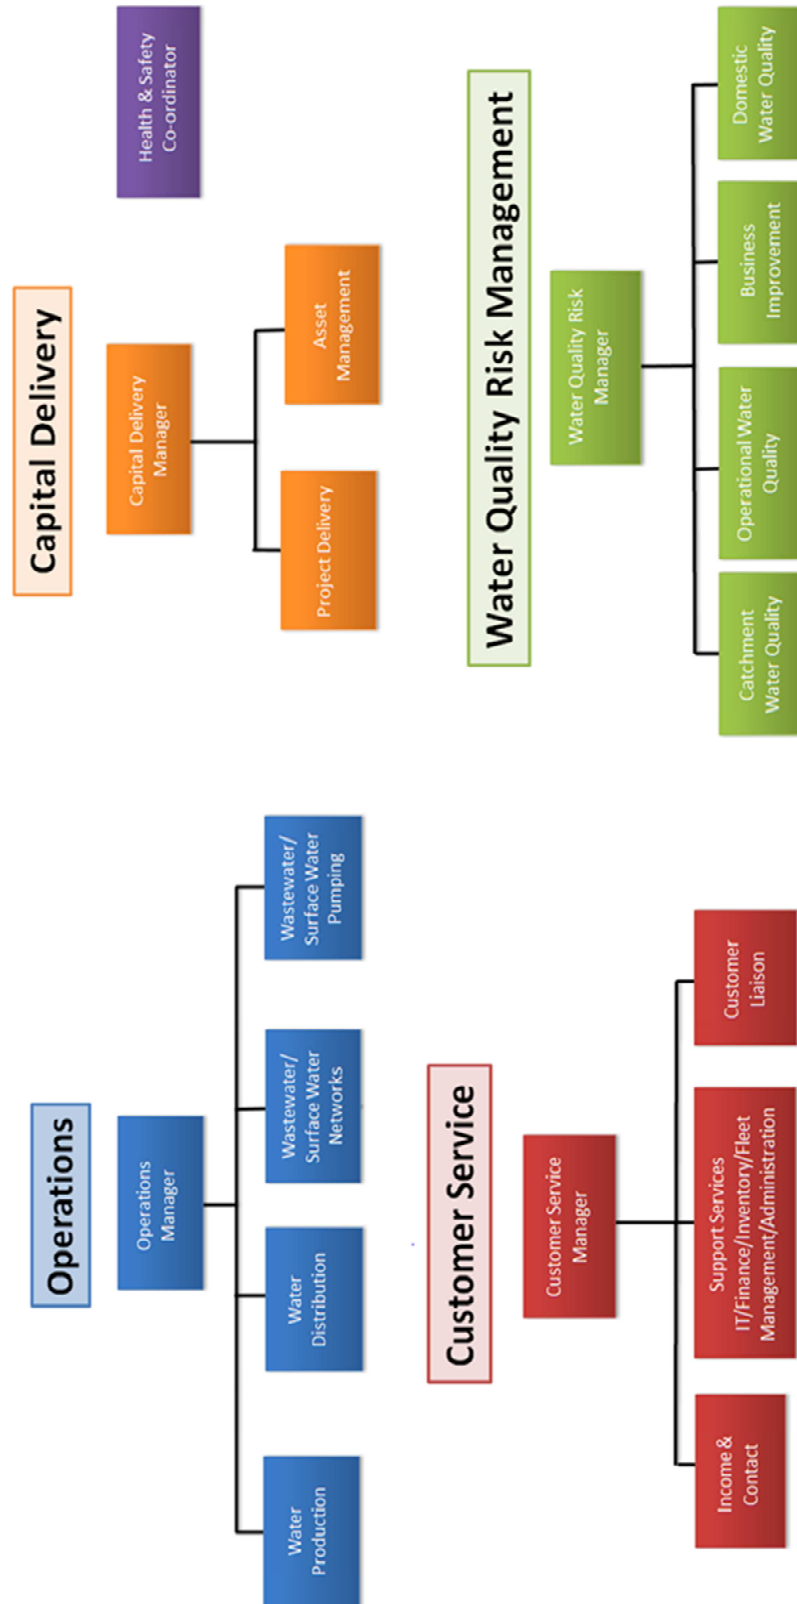 Operations
Operations
Manager
Water
Production
Water
Distribution
Wastewater/
Surface Water
Networks
Wastewater/
Surface Water
Pumping
Capital Delivery
Capital Delivery
Manager
Project Delivery
Asset
Management
Health & Safety
Co-ordinator
Customer Service
Customer Service
Manager
Income &
Contact
Support Services
IT/Finance/Inventory/Fleet
Management/Administration
Customer
Liaison
Water Quality Risk Management
Water Quality Risk
Manager
Catchment
Water Quality
Operational Water
Quality
Business
Improvement
Domestic
Water Quality